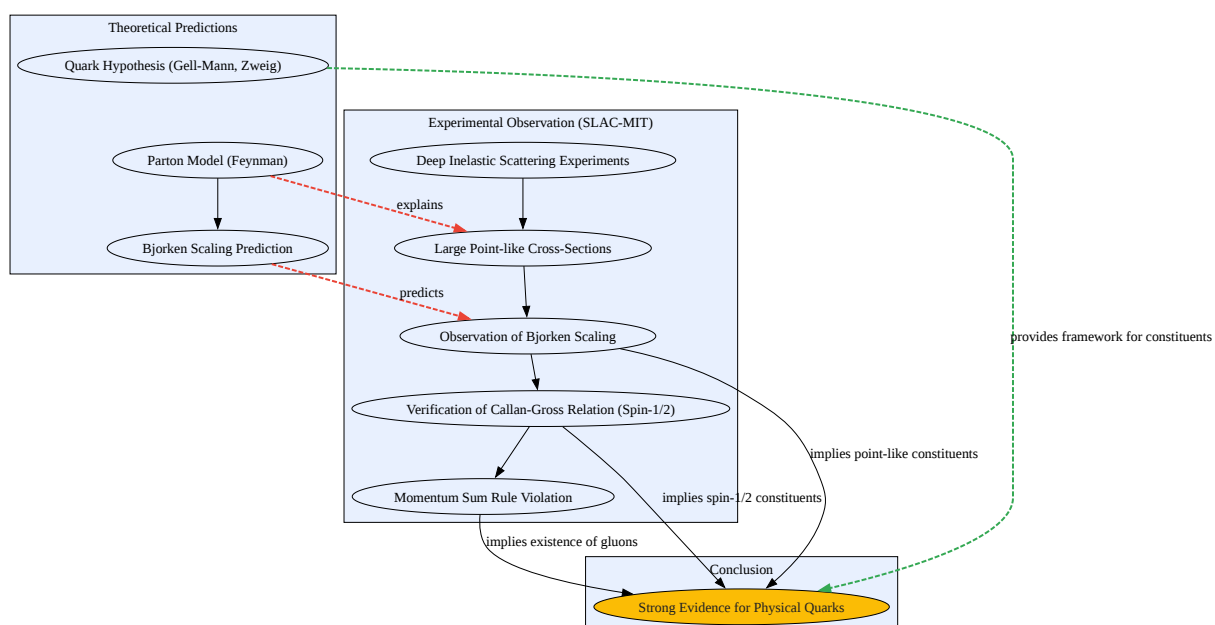 Theoretical Predictions
Quark Hypothesis (Gell-Mann, Zweig)
Parton Model (Feynman)
Bjorken Scaling Prediction
Experimental Observation (SLAC-MIT)
Deep Inelastic Scattering Experiments
explains
Large Point-like Cross-Sections
predicts
Observation of Bjorken Scaling
provides framework for constituents
Verification of Callan-Gross Relation (Spin-1/2)
implies point-like constituents
Momentum Sum Rule Violation
implies spin-1/2 constituents
implies existence of gluons
Conclusion
Strong Evidence for Physical Quarks